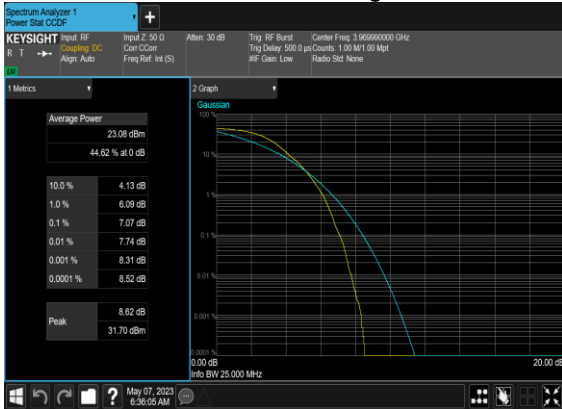 Spectrum Analyzer 1
Power Stat CCDF
+
KEYSIGHT
R T
Input: RF
Coupling: DC
Align: Auto
Input Z: 50 Ω
Corr CCorr
Freq Ref: Int (S)
Atten: 30 dB
Trig: RF Burst
Trig Delay: 500.0 µs
#IF Gain: Low
Center Freq: 3.969990000 GHz
Counts: 1.00 M/1.00 Mpt
Radio Std: None
1 Metrics
Average Power
23.08 dBm
44.62 % at 0 dB
10.0 % 4.13 dB
1.0 % 6.09 dB
0.1 % 7.07 dB
0.01 % 7.74 dB
0.001 % 8.31 dB
0.0001 % 8.52 dB
Peak
8.62 dB
31.70 dBm
2 Graph
Gaussian
100 %
10 %
1 %
0.1 %
0.01 %
0.001 %
0.0001 %
0.00 dB
20.00 dB
Info BW 25.000 MHz
?
May 07, 2023
6:36:05 AM